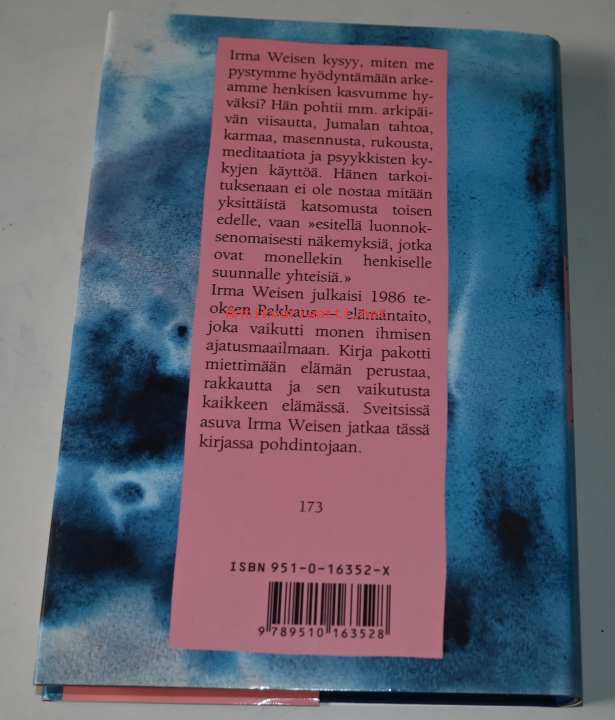 Irma Weisen kysyy, miten me
pystymme hyödyntämään arke-
amme henkisen kasvumme hy-
väksi? Hän pohtii mm. arkipäi-
vän viisautta, Jumalan tahtoa,
karmaa, masennusta, rukousta,
meditaatiota ja psyykkisten ky-
kyjen käyttöä. Hänen tarkoi-
tuksenaan ei ole nostaa mitään
yksittäistä katsomusta toisen
edelle, vaan »esitellä luonnok-
senomaisesti näkemyksiä, jotka
ovat monellekin henkiselle
suunnalle yhteisiä.»
Irma Weisen julkaisi 1986 te-
oksen Rakkaus – elämäntaito,
joka vaikutti monen ihmisen
ajatusmaailmaan. Kirja pakotti
miettimään elämän perustaa,
rakkautta ja sen vaikutusta
kaikkeen elämässä. Sveitsissä
asuva Irma Weisen jatkaa tässä
kirjassa pohdintojaan.
173
ISBN 951-0-16352-X
9 789510 163528